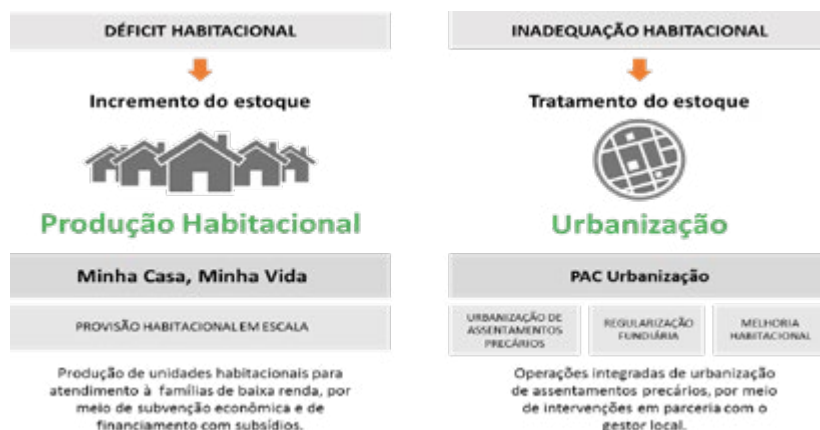 DÉFICIT HABITACIONAL
Incremento do estoque
Produção Habitacional
Minha Casa, Minha Vida
PROVISÃO HABITACIONAL EM ESCALA
Produção de unidades habitacionais para
atendimento à famílias de baixa renda, por
meio de subvenção econômica e de
financiamento com subsídios.
INADEQUAÇÃO HABITACIONAL
Tratamento do estoque
Urbanização
PAC Urbanização
URBANIZAÇÃO DE
ASSENTAMENTOS
PRECÁRIOS
REGULARIZAÇÃO
FUNDIÁRIA
MELHORIA
HABITACIONAL
Operações integradas de urbanização
de assentamentos precários, por meio
de intervenções em parceria com o
gestor local.